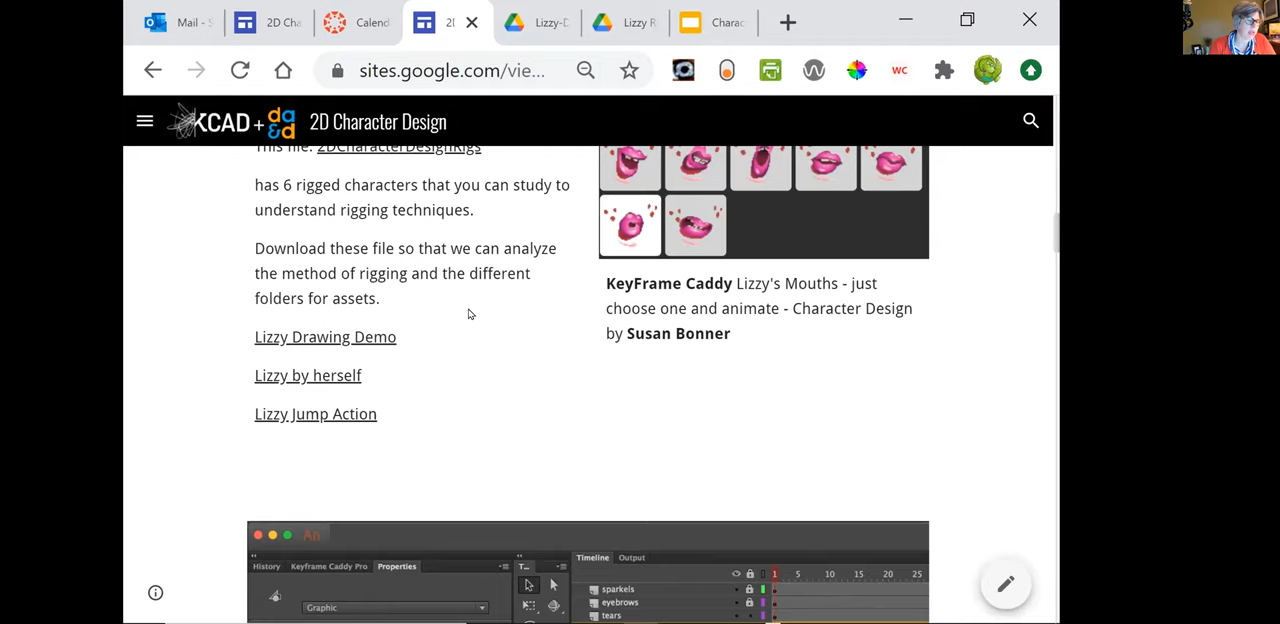 Mail - S
2D Cha
Calend
2D
Lizzy-D
Lizzy R
Charac
sites.google.com/vie...
WC
KCAD + da&d
2D Character Design
This file: 2DCharacterDesignRigs
has 6 rigged characters that you can study to
understand rigging techniques.
Download these file so that we can analyze
the method of rigging and the different
folders for assets.
Lizzy Drawing Demo
Lizzy by herself
Lizzy Jump Action
KeyFrame Caddy Lizzy's Mouths - just
choose one and animate - Character Design
by Susan Bonner
An
History Keyframe Caddy Pro Properties
Graphic
T...
Timeline Output
1 5 10 15 20 25
sparkels
eyebrows
tears